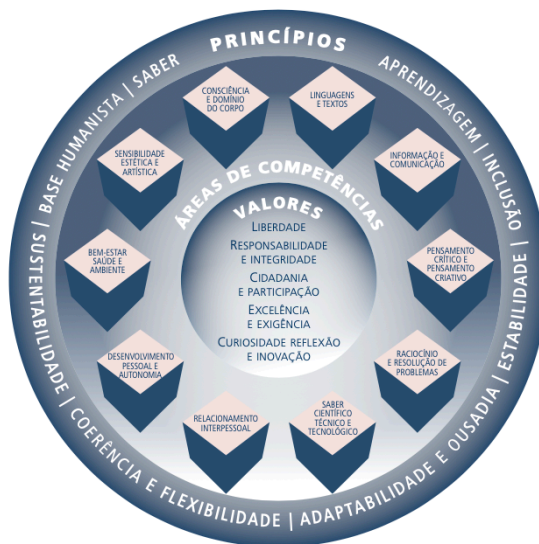 PRINCÍPIOS
BASE HUMANISTA | SABER
APRENDIZAGEM | INCLUSÃO |
ESTABILIDADE |
ADAPTABILIDADE E OUSADIA |
COERÊNCIA E FLEXIBILIDADE |
SUSTENTABILIDADE |
ÁREAS DE COMPETÊNCIAS
LINGUAGENS
E TEXTOS
INFORMAÇÃO E
COMUNICAÇÃO
PENSAMENTO
CRÍTICO E
PENSAMENTO
CRIATIVO
RACIOCÍNIO
E RESOLUÇÃO DE
PROBLEMAS
SABER
CIENTÍFICO
TÉCNICO E
TECNOLÓGICO
RELACIONAMENTO
INTERPESSOAL
DESENVOLVIMENTO
PESSOAL E
AUTONOMIA
BEM-ESTAR
SAÚDE E
AMBIENTE
SENSIBILIDADE
ESTÉTICA E
ARTÍSTICA
CONSCIÊNCIA
E DOMÍNIO
DO CORPO
VALORES
LIBERDADE
RESPONSABILIDADE
E INTEGRIDADE
CIDADANIA
E PARTICIPAÇÃO
EXCELÊNCIA
E EXIGÊNCIA
CURIOSIDADE REFLEXÃO
E INOVAÇÃO